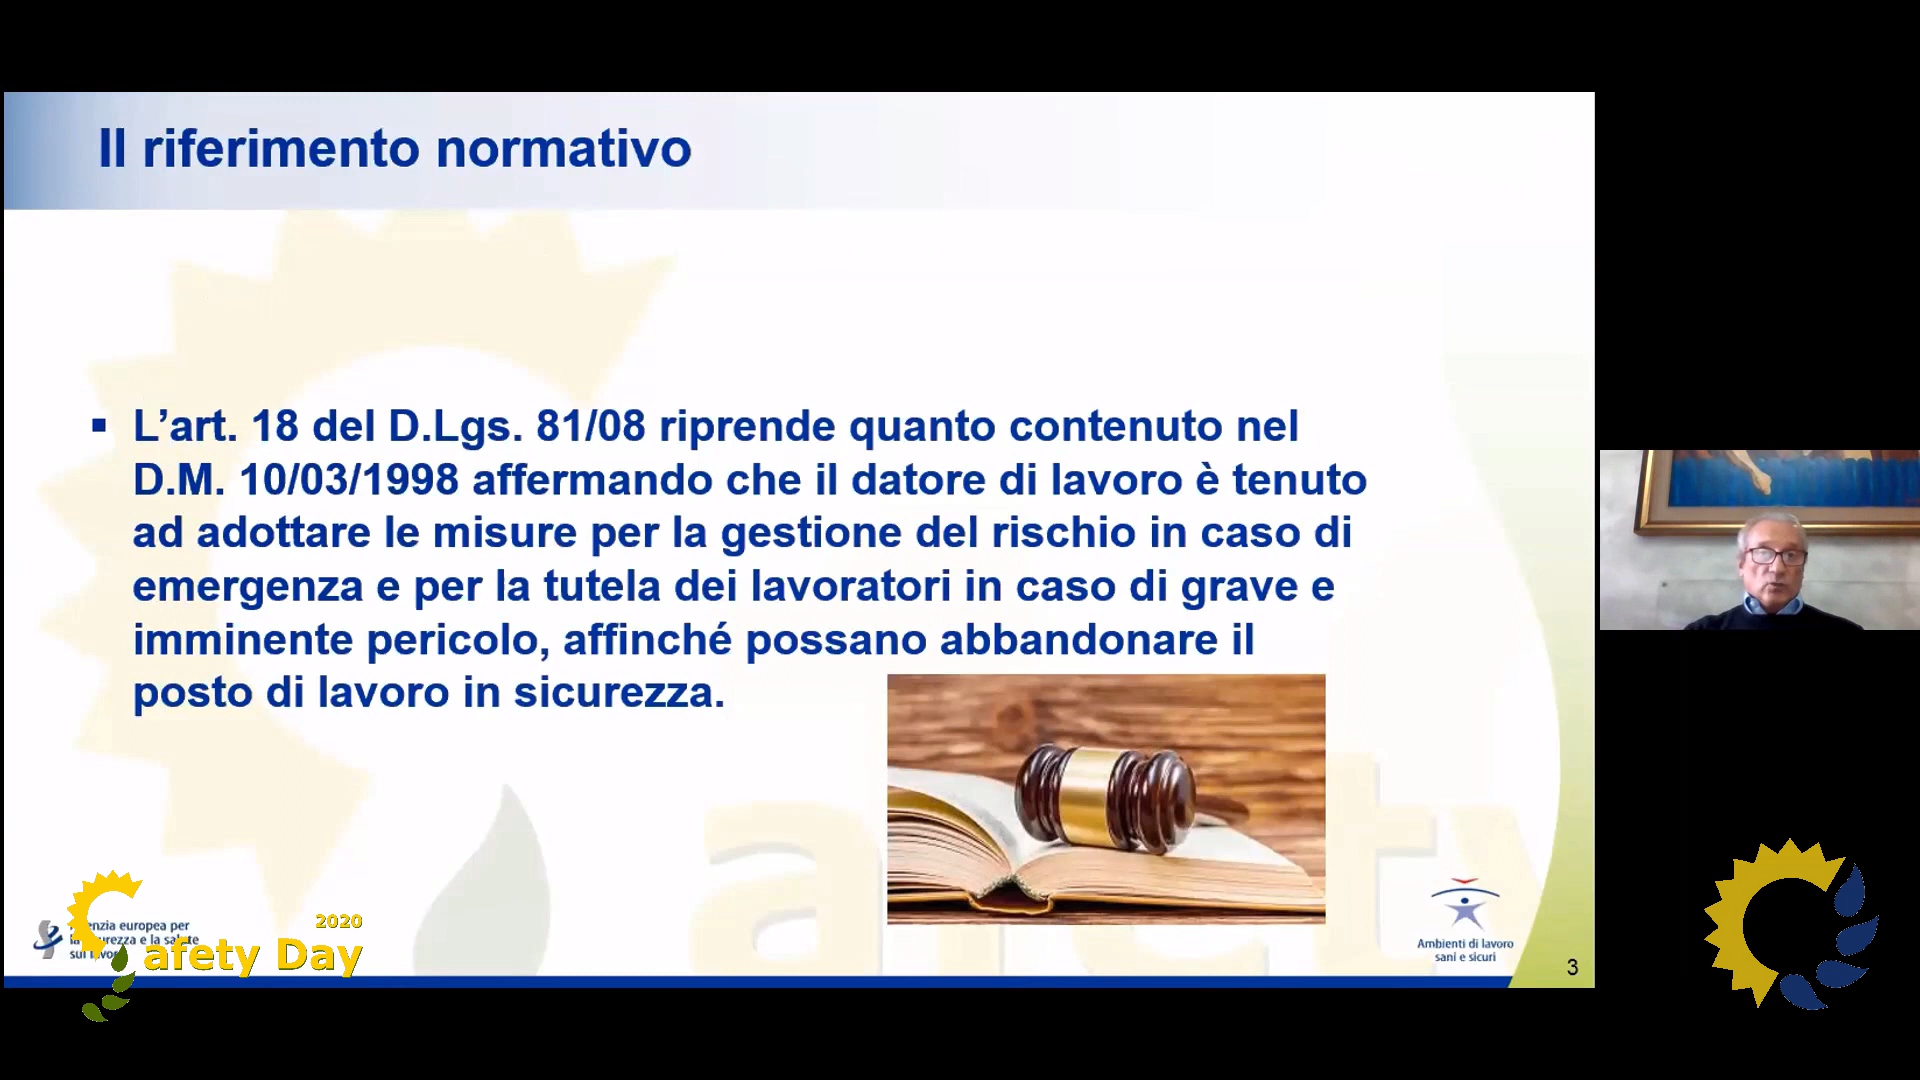 Il riferimento normativo
▪ L’art. 18 del D.Lgs. 81/08 riprende quanto contenuto nel
D.M. 10/03/1998 affermando che il datore di lavoro è tenuto
ad adottare le misure per la gestione del rischio in caso di
emergenza e per la tutela dei lavoratori in caso di grave e
imminente pericolo, affinché possano abbandonare il
posto di lavoro in sicurezza.
europea per
e la
2020
afety Day
Ambienti di lavoro
sani e sicuri
3